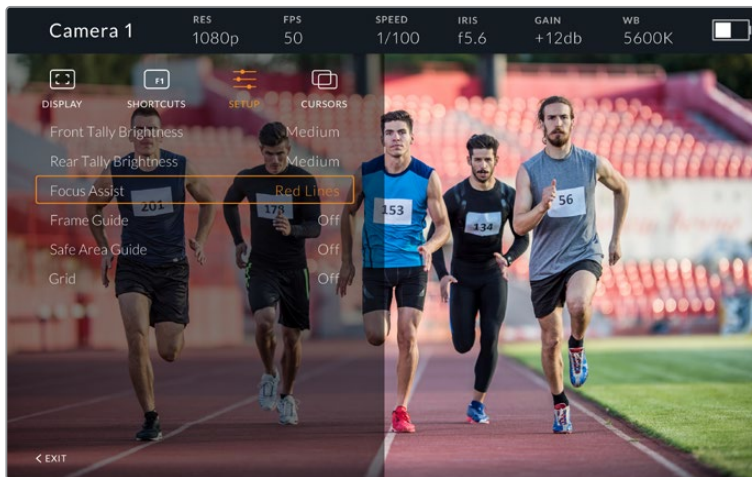 Camera 1
RES FPS SPEED IRIS GAIN WB
1080p 50 1/100 f5.6 +12db 5600K
F1
DISPLAY SHORTCUTS SETUP CURSORS
Front Tally Brightness Medium
Rear Tally Brightness Medium
Focus Assist Red Lines
Frame Guide Off
Safe Area Guide Off
Grid Off
201
178
153
134
56
< EXIT